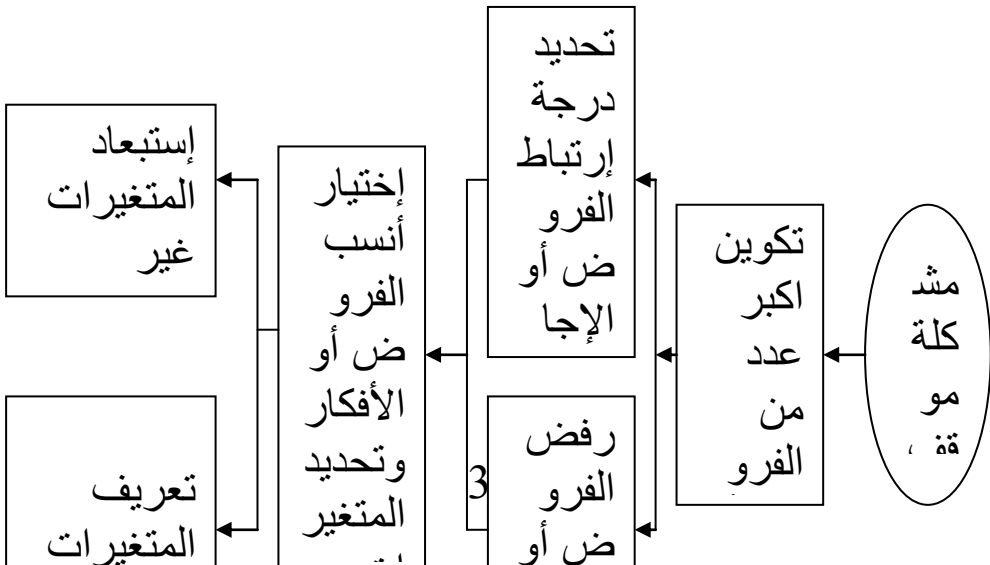 مشـ
كلة
مو
قف
تكوين
اكبر
عدد
من
الفرو
تحديد
درجة
إرتباط
الفرو
ض أو
الإجا
رفض
الفرو
ض أو
3
إختيار
أنسب
الفرو
ض أو
الأفكار
وتحديد
المتغير
إستبعاد
المتغيرات
غير
تعريف
المتغيرات